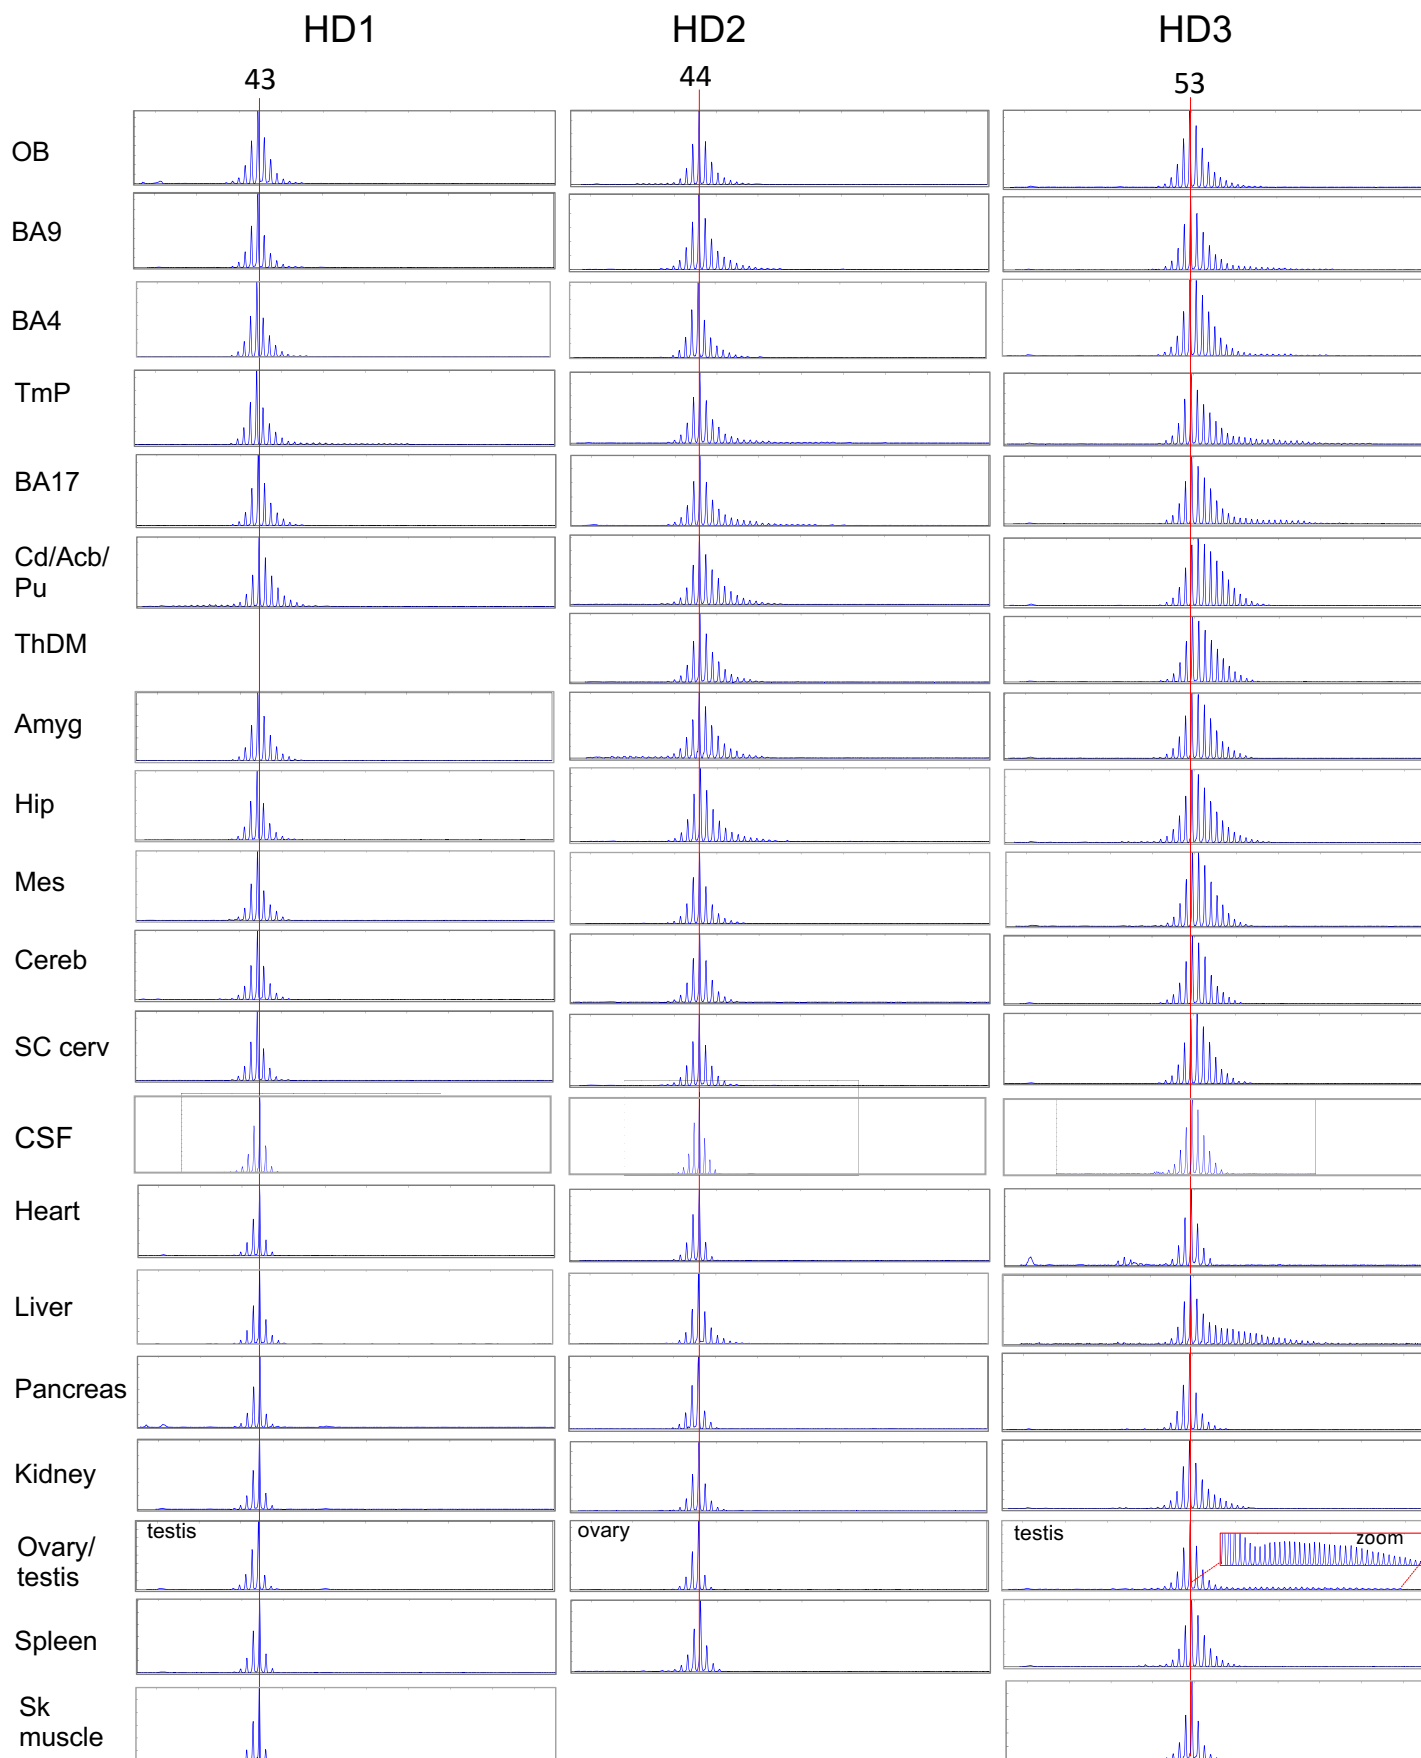 HD1 HD2 HD3
43 44 53
OB
BA9
BA4
TmP
BA17
Cd/Acb/
Pu
ThDM
Amyg
Hip
Mes
Cereb
SC cerv
CSF
Heart
Liver
Pancreas
Kidney
Ovary/
testis
testis ovary testis zoom
Spleen
Sk
muscle